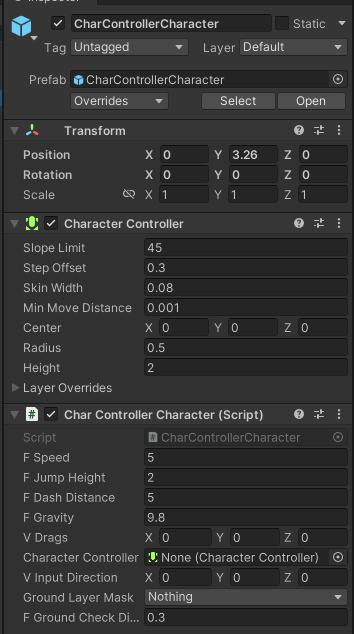 CharControllerCharacter Static
Tag Untagged Layer Default
Prefab CharControllerCharacter
Overrides Select Open
Transform
Position X 0 Y 3.26 Z 0
Rotation X 0 Y 0 Z 0
Scale X 1 Y 1 Z 1
Character Controller
Slope Limit 45
Step Offset 0.3
Skin Width 0.08
Min Move Distance 0.001
Center X 0 Y 0 Z 0
Radius 0.5
Height 2
Layer Overrides
# Char Controller Character (Script)
Script # CharControllerCharacter
F Speed 5
F Jump Height 2
F Dash Distance 5
F Gravity 9.8
V Drags X 0 Y 0 Z 0
Character Controller None (Character Controller)
V Input Direction X 0 Y 0 Z 0
Ground Layer Mask Nothing
F Ground Check Di... 0.3